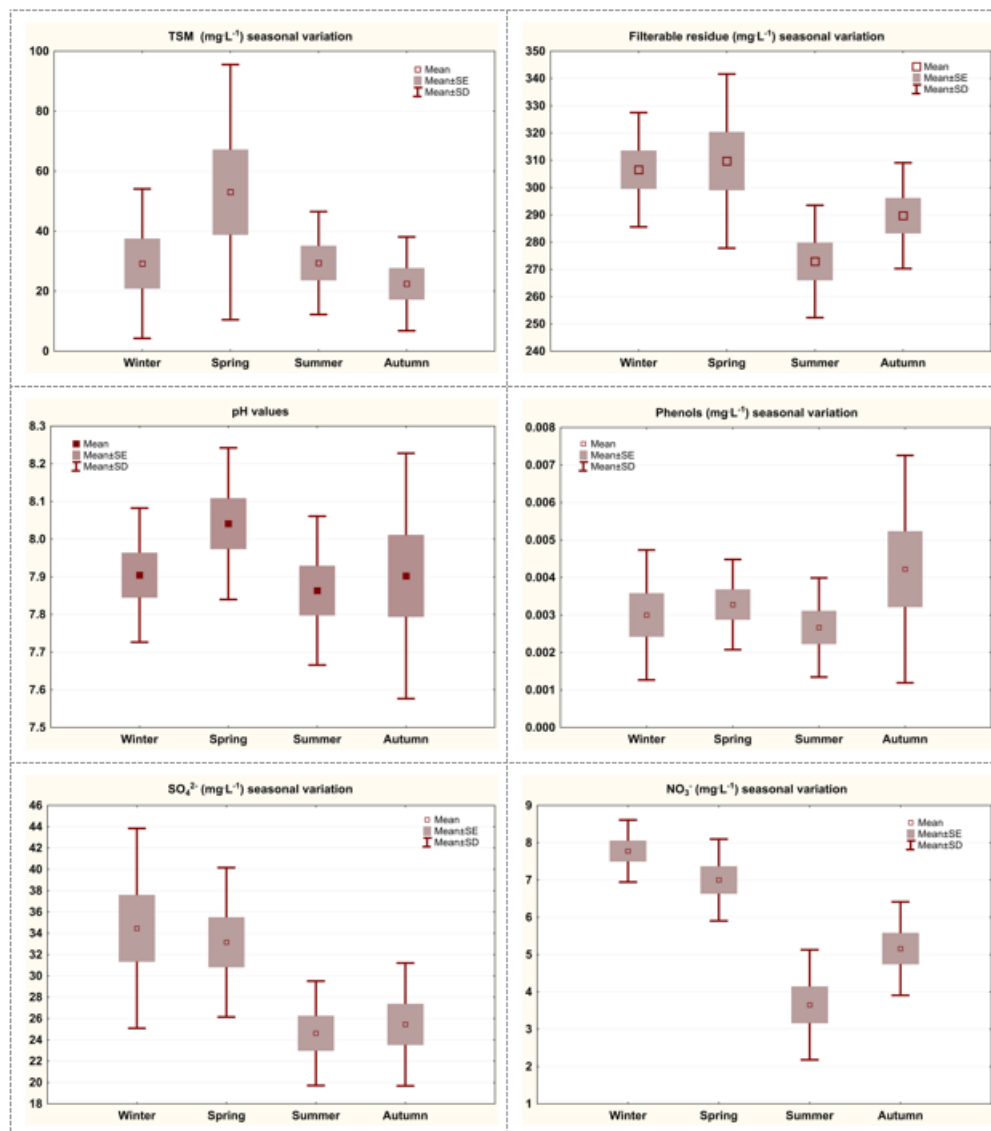 TSM (mg·L⁻¹) seasonal variation
100
80
60
40
20
0
Mean
Mean±SE
Mean±SD
Winter Spring Summer Autumn
Filterable residue (mg·L⁻¹) seasonal variation
350
340
330
320
310
300
290
280
270
260
250
240
Mean
Mean±SE
Mean±SD
Winter Spring Summer Autumn
pH values
8.3
8.2
8.1
8.0
7.9
7.8
7.7
7.6
7.5
Mean
Mean±SE
Mean±SD
Winter Spring Summer Autumn
Phenols (mg·L⁻¹) seasonal variation
0.008
0.007
0.006
0.005
0.004
0.003
0.002
0.001
0.000
Mean
Mean±SE
Mean±SD
Winter Spring Summer Autumn
SO₄²⁻ (mg·L⁻¹) seasonal variation
46
44
42
40
38
36
34
32
30
28
26
24
22
20
18
Mean
Mean±SE
Mean±SD
Winter Spring Summer Autumn
NO₃⁻ (mg·L⁻¹) seasonal variation
9
8
7
6
5
4
3
2
1
Mean
Mean±SE
Mean±SD
Winter Spring Summer Autumn